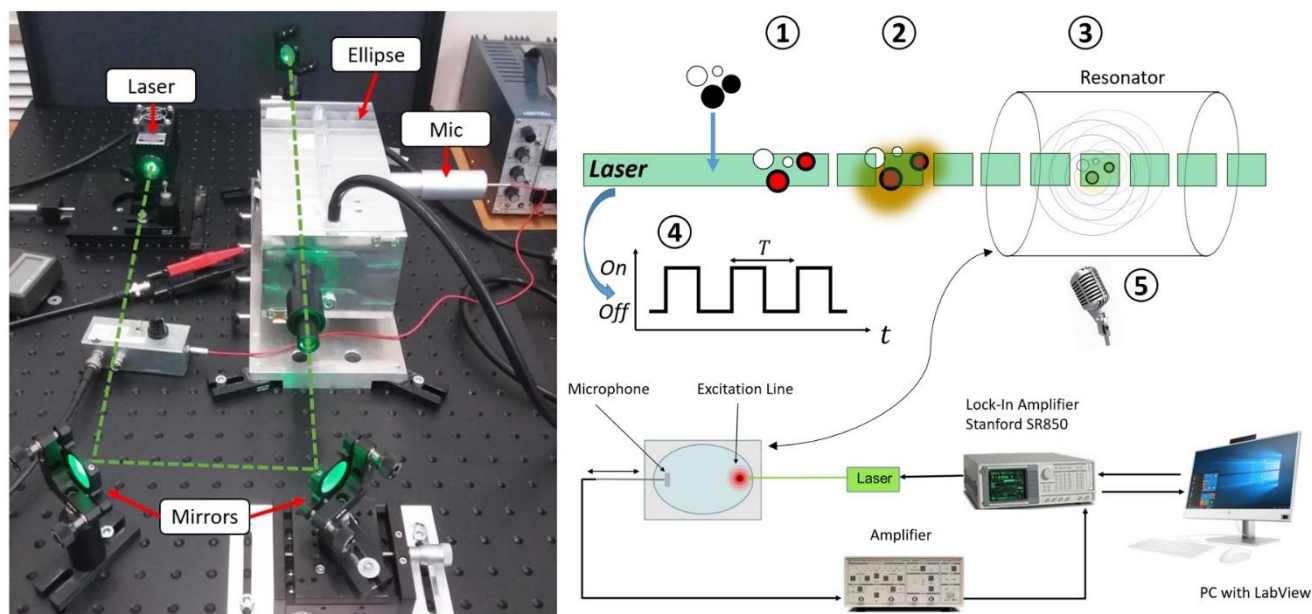 Laser
Ellipse
Mic
Mirrors
1
2
3
Resonator
Laser
4
On
Off
T
t
5
Microphone
Excitation Line
Laser
Lock-In Amplifier
Stanford SR850
Amplifier
PC with LabView